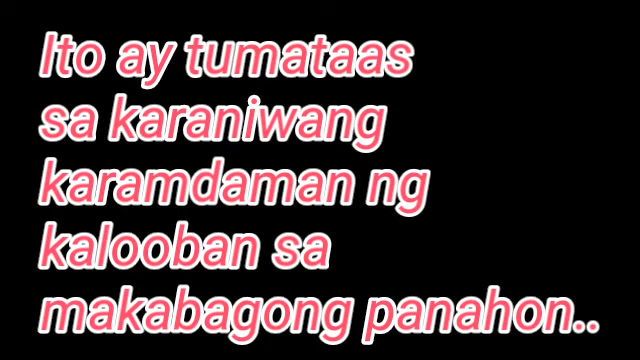 Ito ay tumataas
sa karaniwang
karamdaman ng
kalooban sa
makabagong panahon..